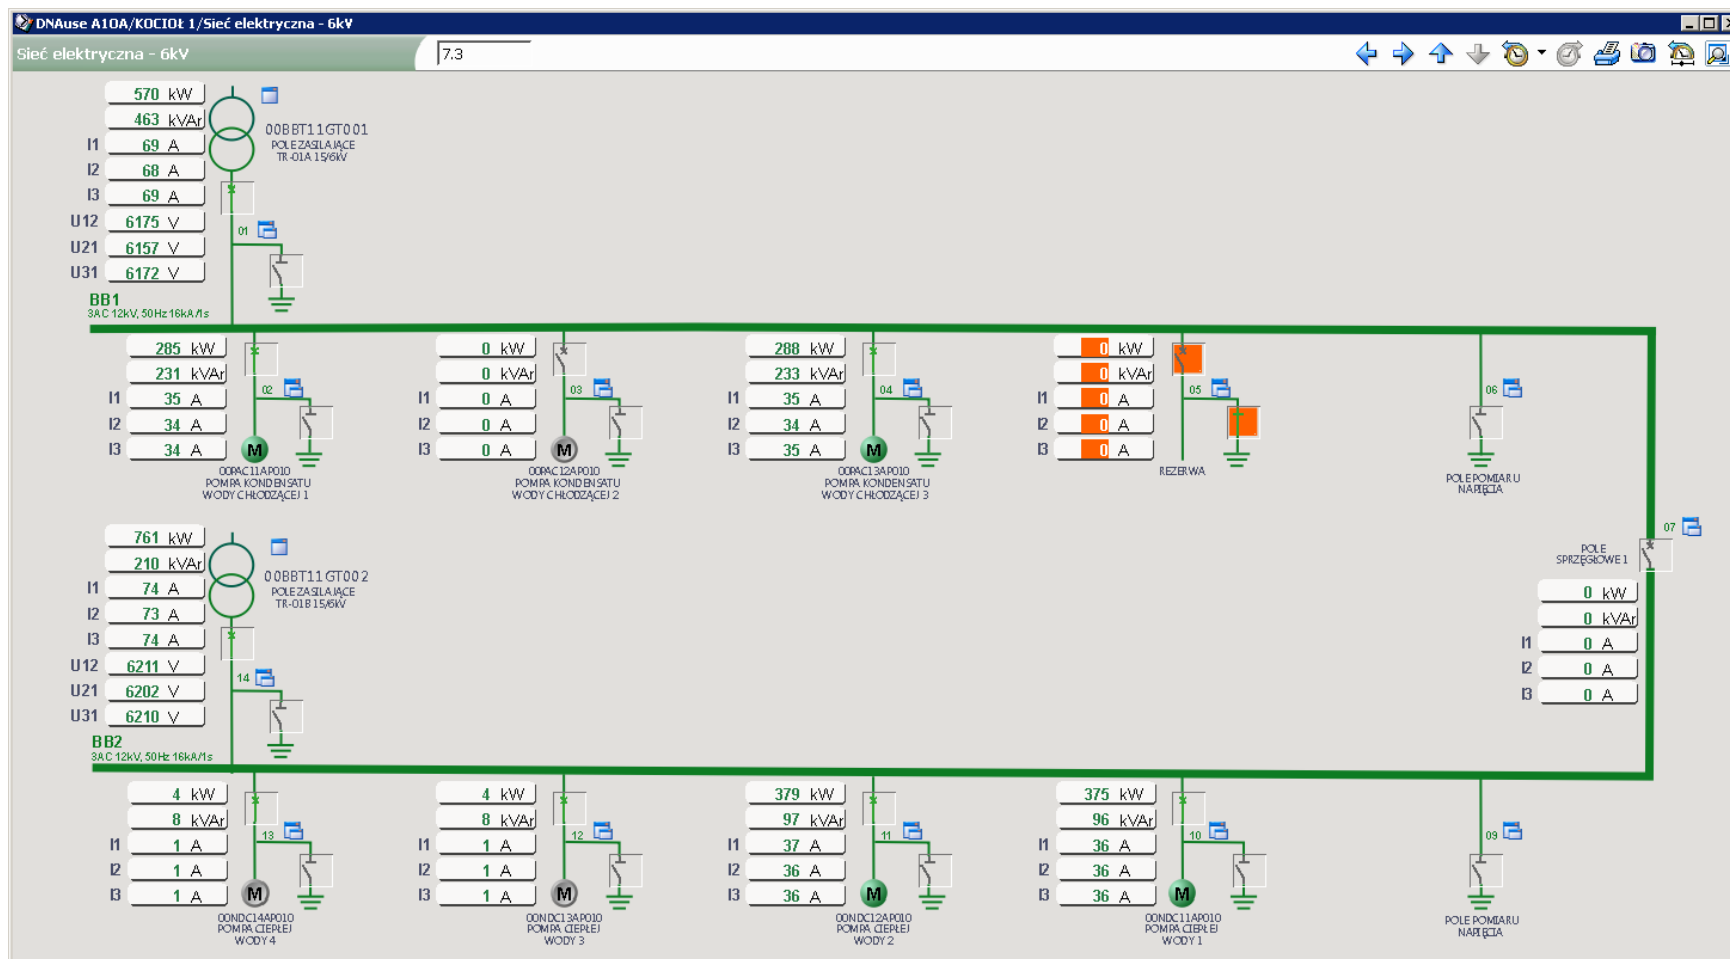 DNAuse A10A/KOCIOŁ 1/Sieć elektryczna - 6kV
Sieć elektryczna - 6kV
7.3
570 kW
463 kVAr
I1 69 A
I2 68 A
I3 69 A
U12 6175 V
U21 6157 V
U31 6172 V
00BBT11GT001
POLE ZASILAJĄCE
TR-01A 15/6kV
01
BB1
3AC 12kV, 50Hz 16kA/1s
285 kW
231 kVAr
I1 35 A
I2 34 A
I3 34 A
02
M
00PAC11AP010
POMPA KONDENSATU
WODY CHŁODZĄCEJ 1
0 kW
0 kVAr
I1 0 A
I2 0 A
I3 0 A
03
M
00PAC12AP010
POMPA KONDENSATU
WODY CHŁODZĄCEJ 2
288 kW
233 kVAr
I1 35 A
I2 34 A
I3 35 A
04
M
00PAC13AP010
POMPA KONDENSATU
WODY CHŁODZĄCEJ 3
0 kW
0 kVAr
I1 0 A
I2 0 A
I3 0 A
05
REZERWA
06
POLE POMIARU
NAPIĘCIA
07
POLE
SPRZĘGŁOWE 1
0 kW
0 kVAr
I1 0 A
I2 0 A
I3 0 A
761 kW
210 kVAr
I1 74 A
I2 73 A
I3 74 A
U12 6211 V
U21 6202 V
U31 6210 V
00BBT11GT002
POLE ZASILAJĄCE
TR-01B 15/6kV
14
BB2
3AC 12kV, 50Hz 16kA/1s
4 kW
8 kVAr
I1 1 A
I2 1 A
I3 1 A
13
M
00NDC14AP010
POMPA CIEPŁEJ
WODY 4
4 kW
8 kVAr
I1 1 A
I2 1 A
I3 1 A
12
M
00NDC13AP010
POMPA CIEPŁEJ
WODY 3
379 kW
97 kVAr
I1 37 A
I2 36 A
I3 36 A
11
M
00NDC12AP010
POMPA CIEPŁEJ
WODY 2
375 kW
96 kVAr
I1 36 A
I2 36 A
I3 36 A
10
M
00NDC11AP010
POMPA CIEPŁEJ
WODY 1
09
POLE POMIARU
NAPIĘCIA